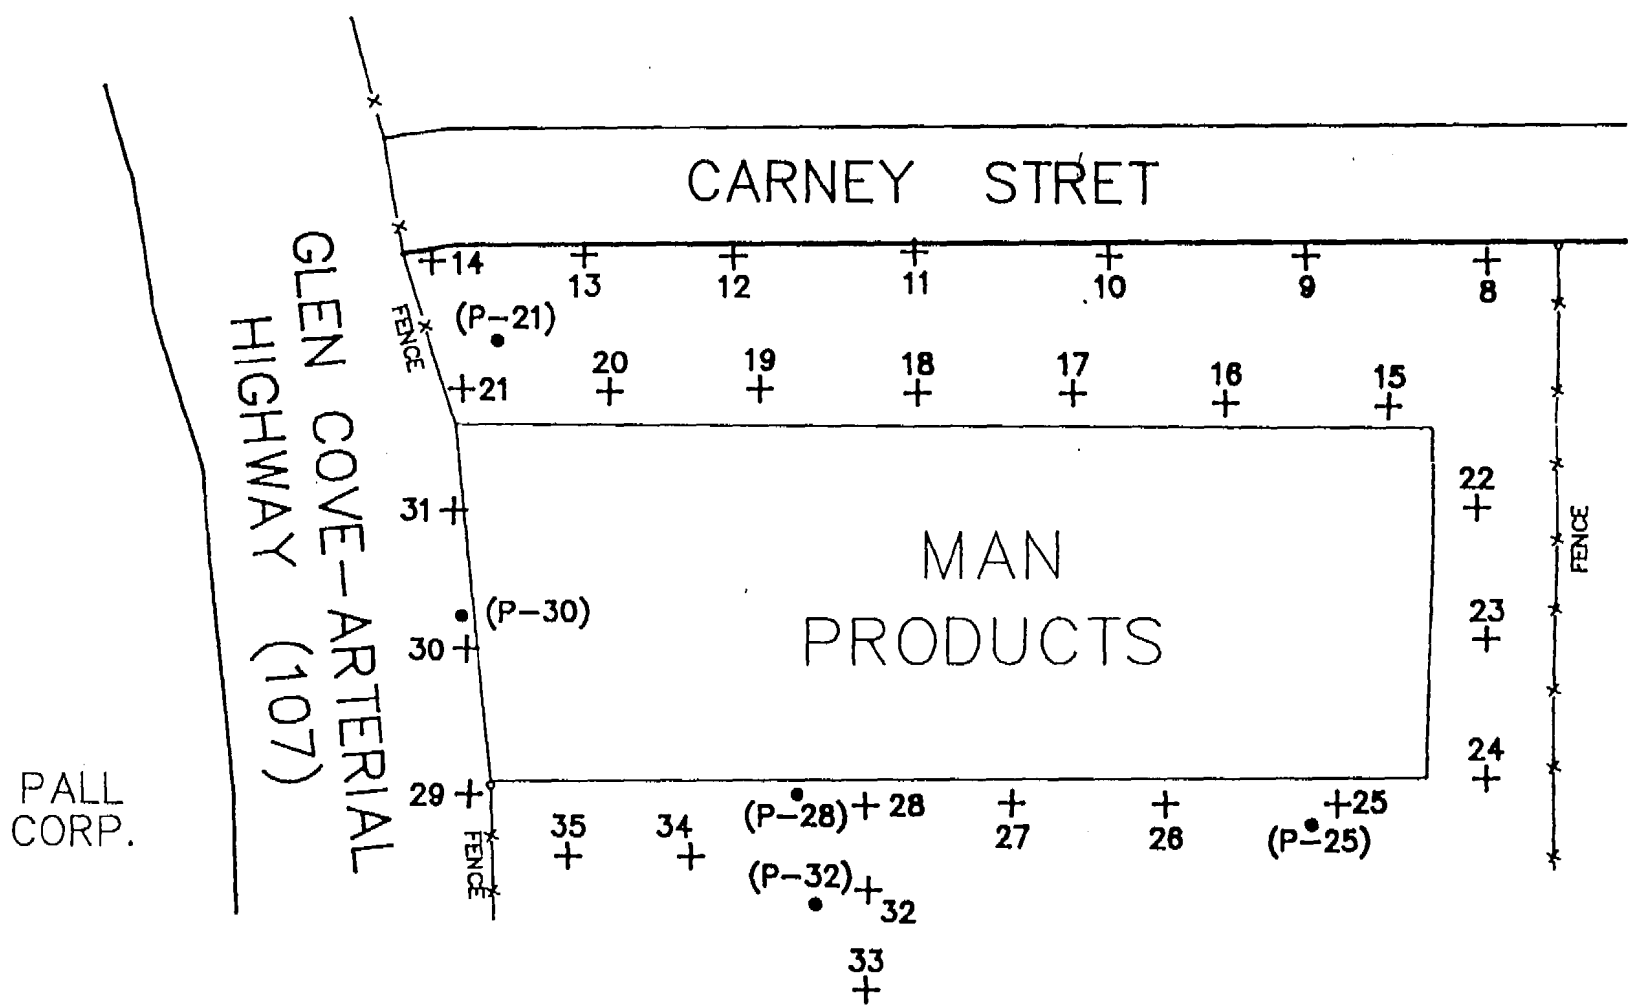 CARNEY STRET
14
13
12
11
10
9
8
(P-21)
FENCE
21
20
19
18
17
16
15
GLEN COVE-ARTERIAL
HIGHWAY (107)
31
22
MAN
PRODUCTS
FENCE
(P-30)
30
23
24
29
(P-28)
28
27
26
25
(P-25)
PALL
CORP.
FENCE
35
34
(P-32)
32
33